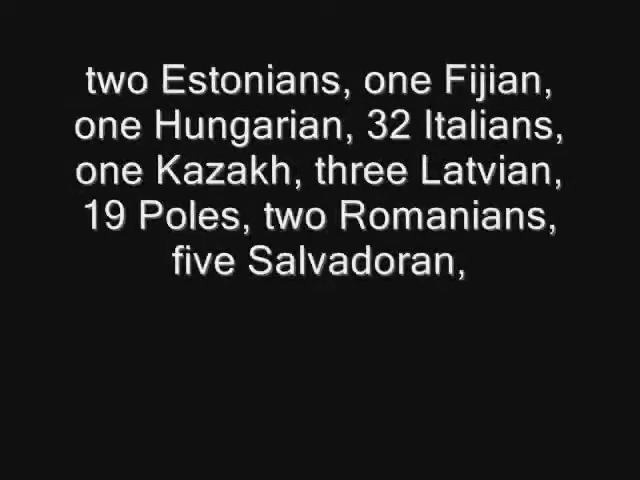 two Estonians, one Fijian,
one Hungarian, 32 Italians,
one Kazakh, three Latvian,
19 Poles, two Romanians,
five Salvadoran,